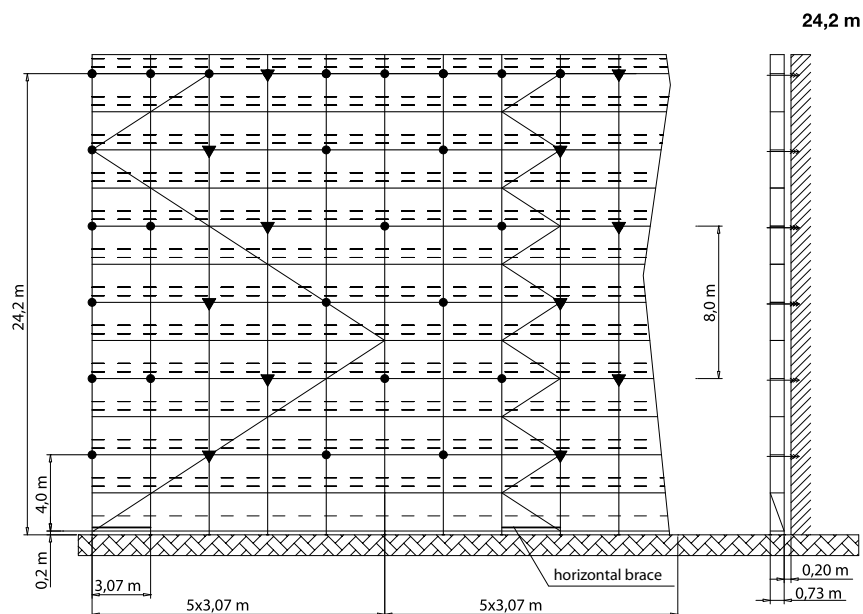 24,2 m
24,2 m
8,0 m
4,0 m
0,2 m
3,07 m
horizontal brace
0,20 m
5x3,07 m
5x3,07 m
0,73 m